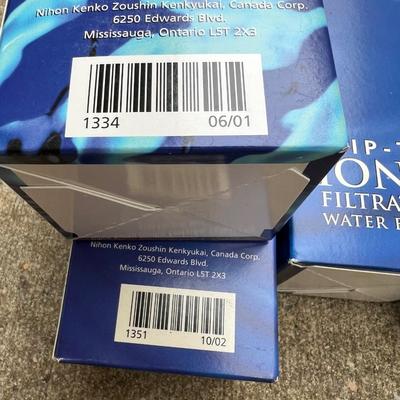 Nihon Kenko Zoushin Kenkyukai, Canada Corp.
6250 Edwards Blvd.
Mississauga, Ontario L5T 2X3
1334 06/01
Nihon Kenko Zoushin Kenkyukai, Canada Corp.
6250 Edwards Blvd.
Mississauga, Ontario L5T 2X3
1351 10/02
IP-T
ION
FILTRA
WATER